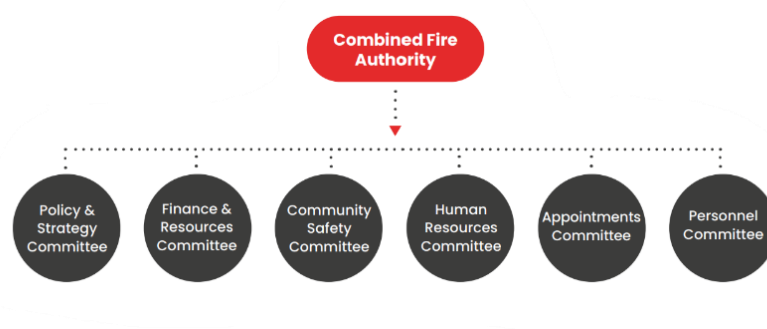 Combined Fire
Authority
Policy &
Strategy
Committee
Finance &
Resources
Committee
Community
Safety
Committee
Human
Resources
Committee
Appointments
Committee
Personnel
Committee